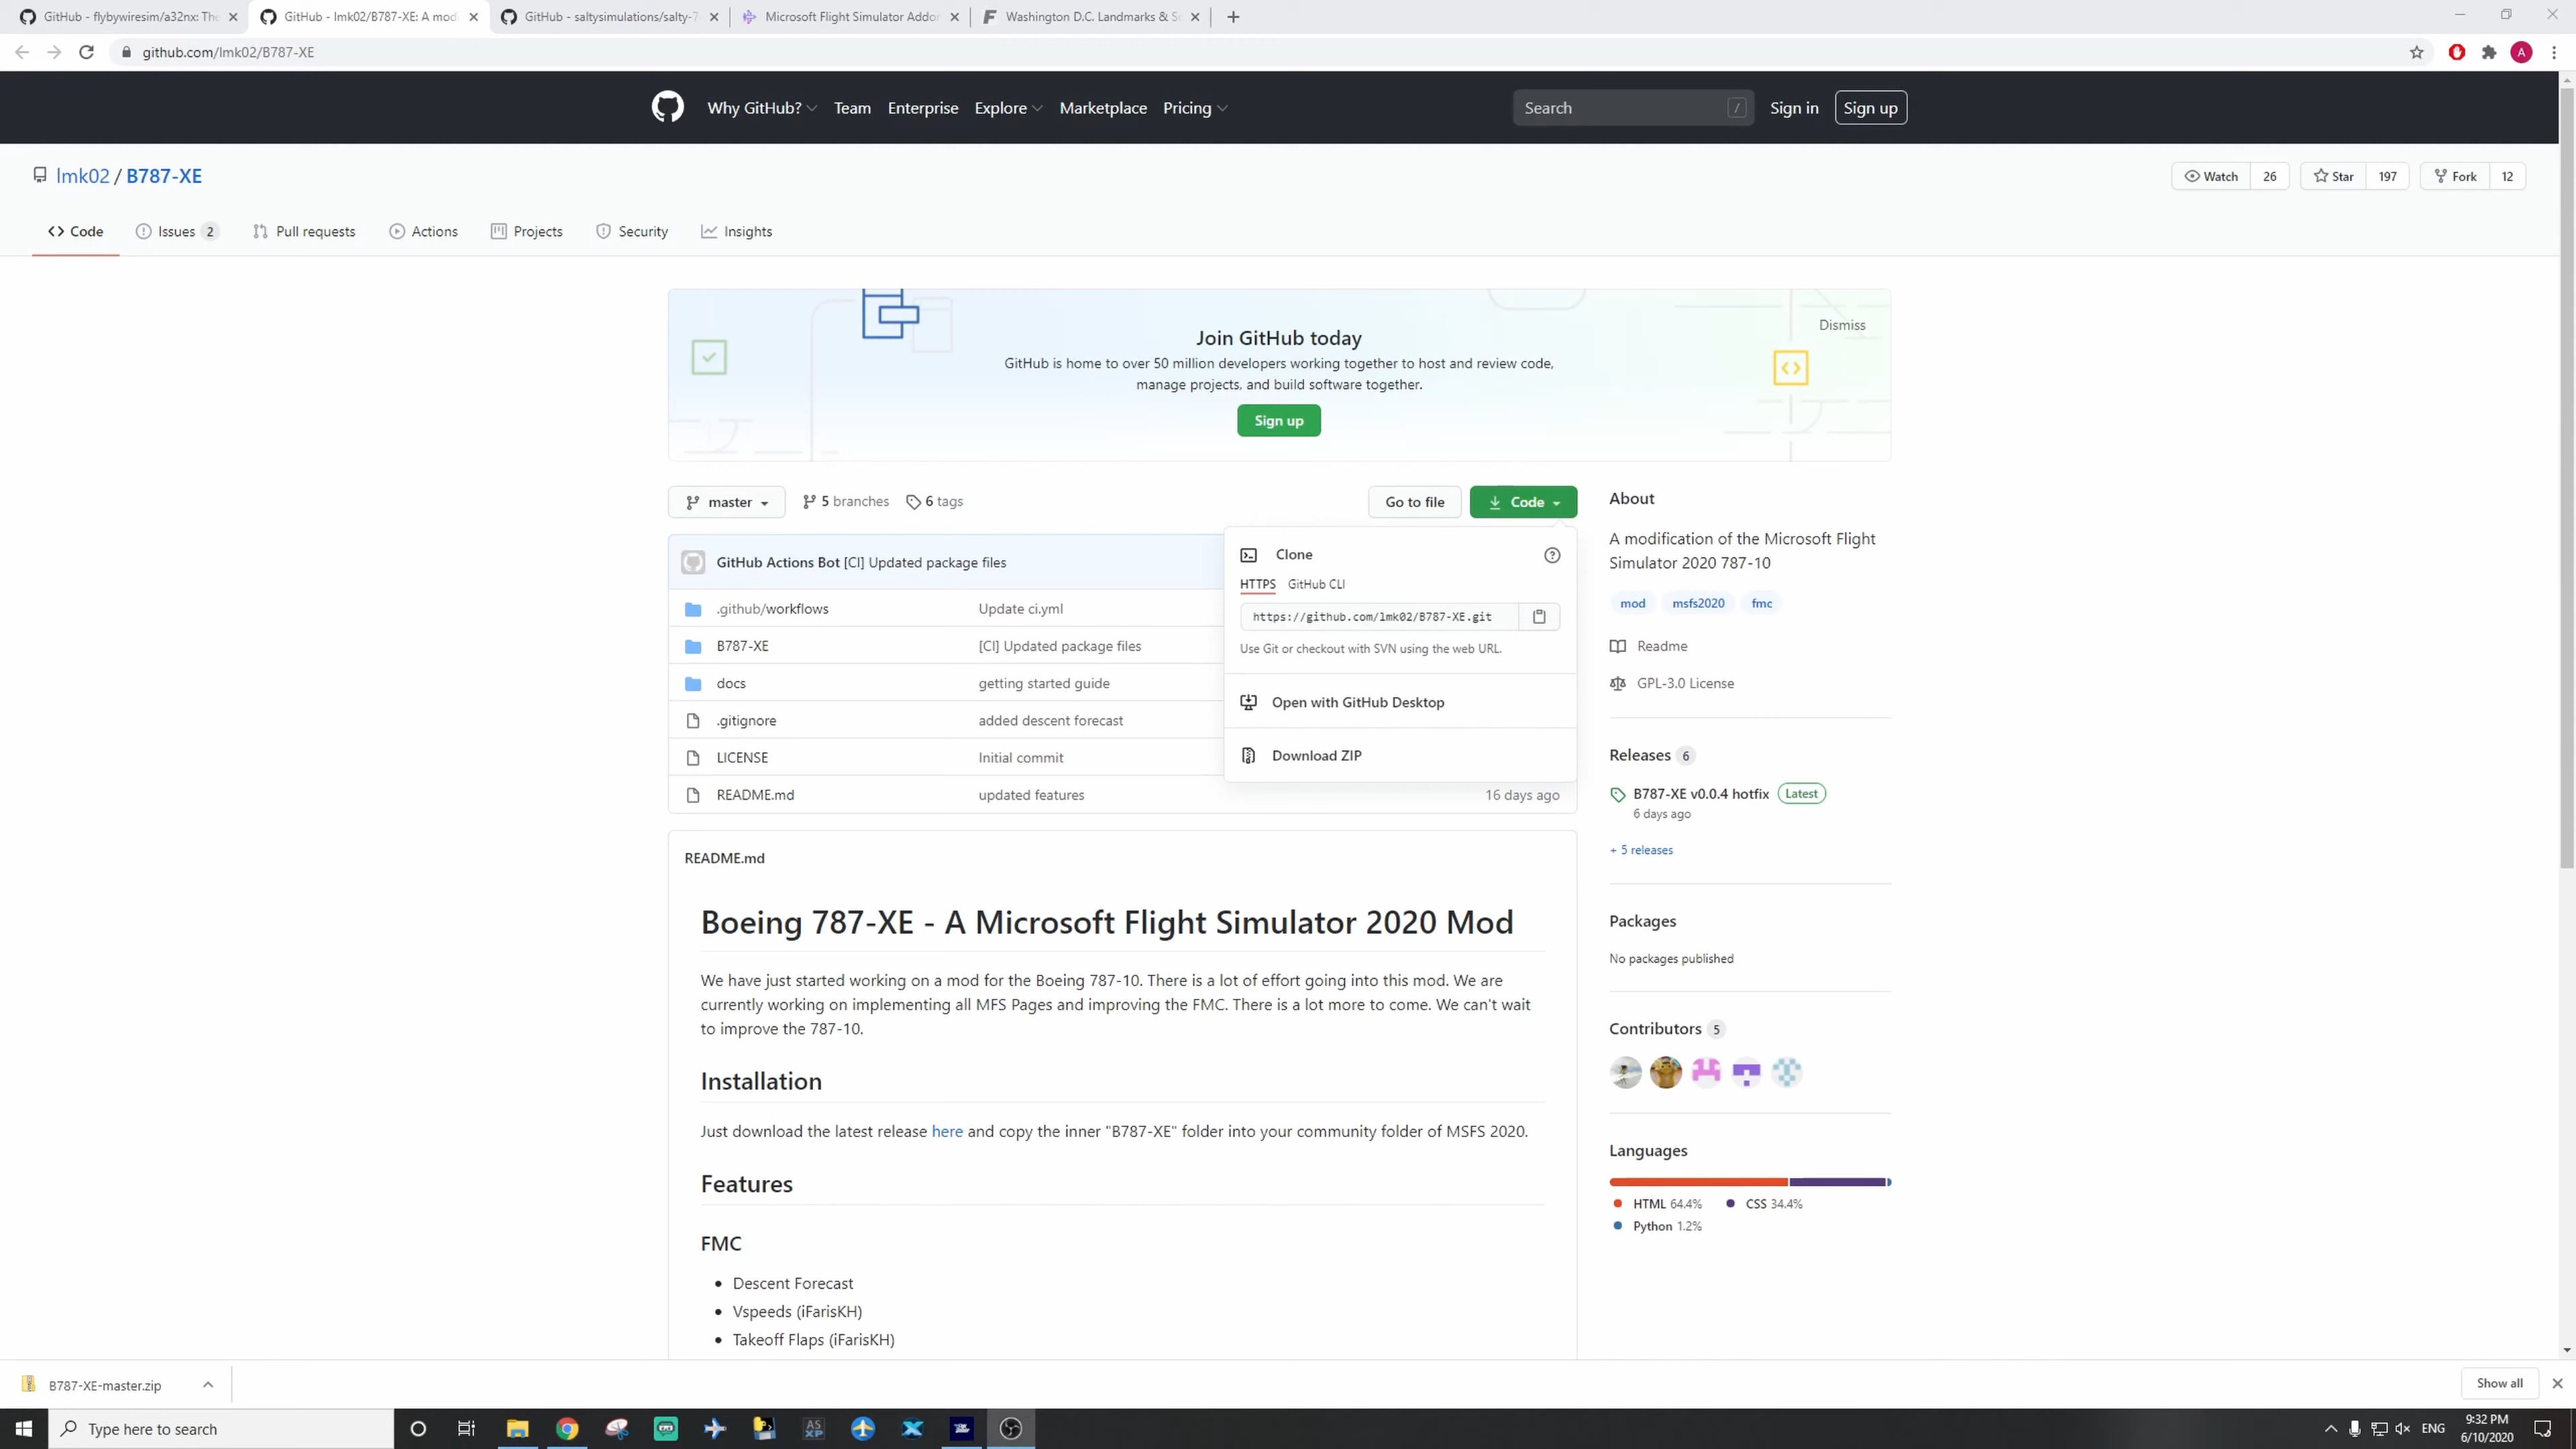 GitHub - flybywiresim/a32nx: The
GitHub - lmk02/B787-XE: A modi
GitHub - saltysimulations/salty-7
Microsoft Flight Simulator Addon
Washington D.C. Landmarks & S
github.com/lmk02/B787-XE
A
Why GitHub?
Team
Enterprise
Explore
Marketplace
Pricing
Search
/
Sign in
Sign up
lmk02 / B787-XE
Watch 26
Star 197
Fork 12
Code
Issues 2
Pull requests
Actions
Projects
Security
Insights
Dismiss
Join GitHub today
GitHub is home to over 50 million developers working together to host and review code,
manage projects, and build software together.
Sign up
master
5 branches
6 tags
Go to file
Code
GitHub Actions Bot [CI] Updated package files
.github/workflows Update ci.yml
B787-XE [CI] Updated package files
docs getting started guide
.gitignore added descent forecast
LICENSE Initial commit
README.md updated features 16 days ago
Clone
HTTPS GitHub CLI
https://github.com/lmk02/B787-XE.git
Use Git or checkout with SVN using the web URL.
Open with GitHub Desktop
Download ZIP
README.md
Boeing 787-XE - A Microsoft Flight Simulator 2020 Mod
We have just started working on a mod for the Boeing 787-10. There is a lot of effort going into this mod. We are
currently working on implementing all MFS Pages and improving the FMC. There is a lot more to come. We can't wait
to improve the 787-10.
Installation
Just download the latest release here and copy the inner "B787-XE" folder into your community folder of MSFS 2020.
Features
FMC
Descent Forecast
Vspeeds (iFarisKH)
Takeoff Flaps (iFarisKH)
About
A modification of the Microsoft Flight
Simulator 2020 787-10
mod msfs2020 fmc
Readme
GPL-3.0 License
Releases 6
B787-XE v0.0.4 hotfix Latest
6 days ago
+ 5 releases
Packages
No packages published
Contributors 5
Languages
HTML 64.4% CSS 34.4%
Python 1.2%
B787-XE-master.zip
Show all
Type here to search
AS
XP
ENG
9:32 PM
6/10/2020